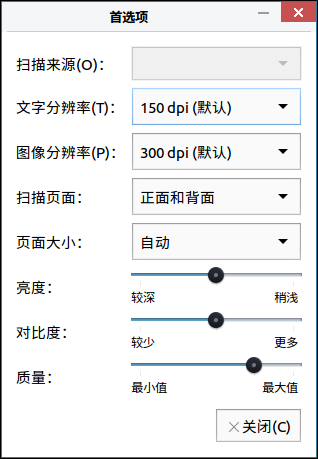 首选项
扫描来源(O)：
文字分辨率(T)： 150 dpi (默认)
图像分辨率(P)： 300 dpi (默认)
扫描页面： 正面和背面
页面大小： 自动
亮度：
较深 稍浅
对比度：
较少 更多
质量：
最小值 最大值
关闭(C)